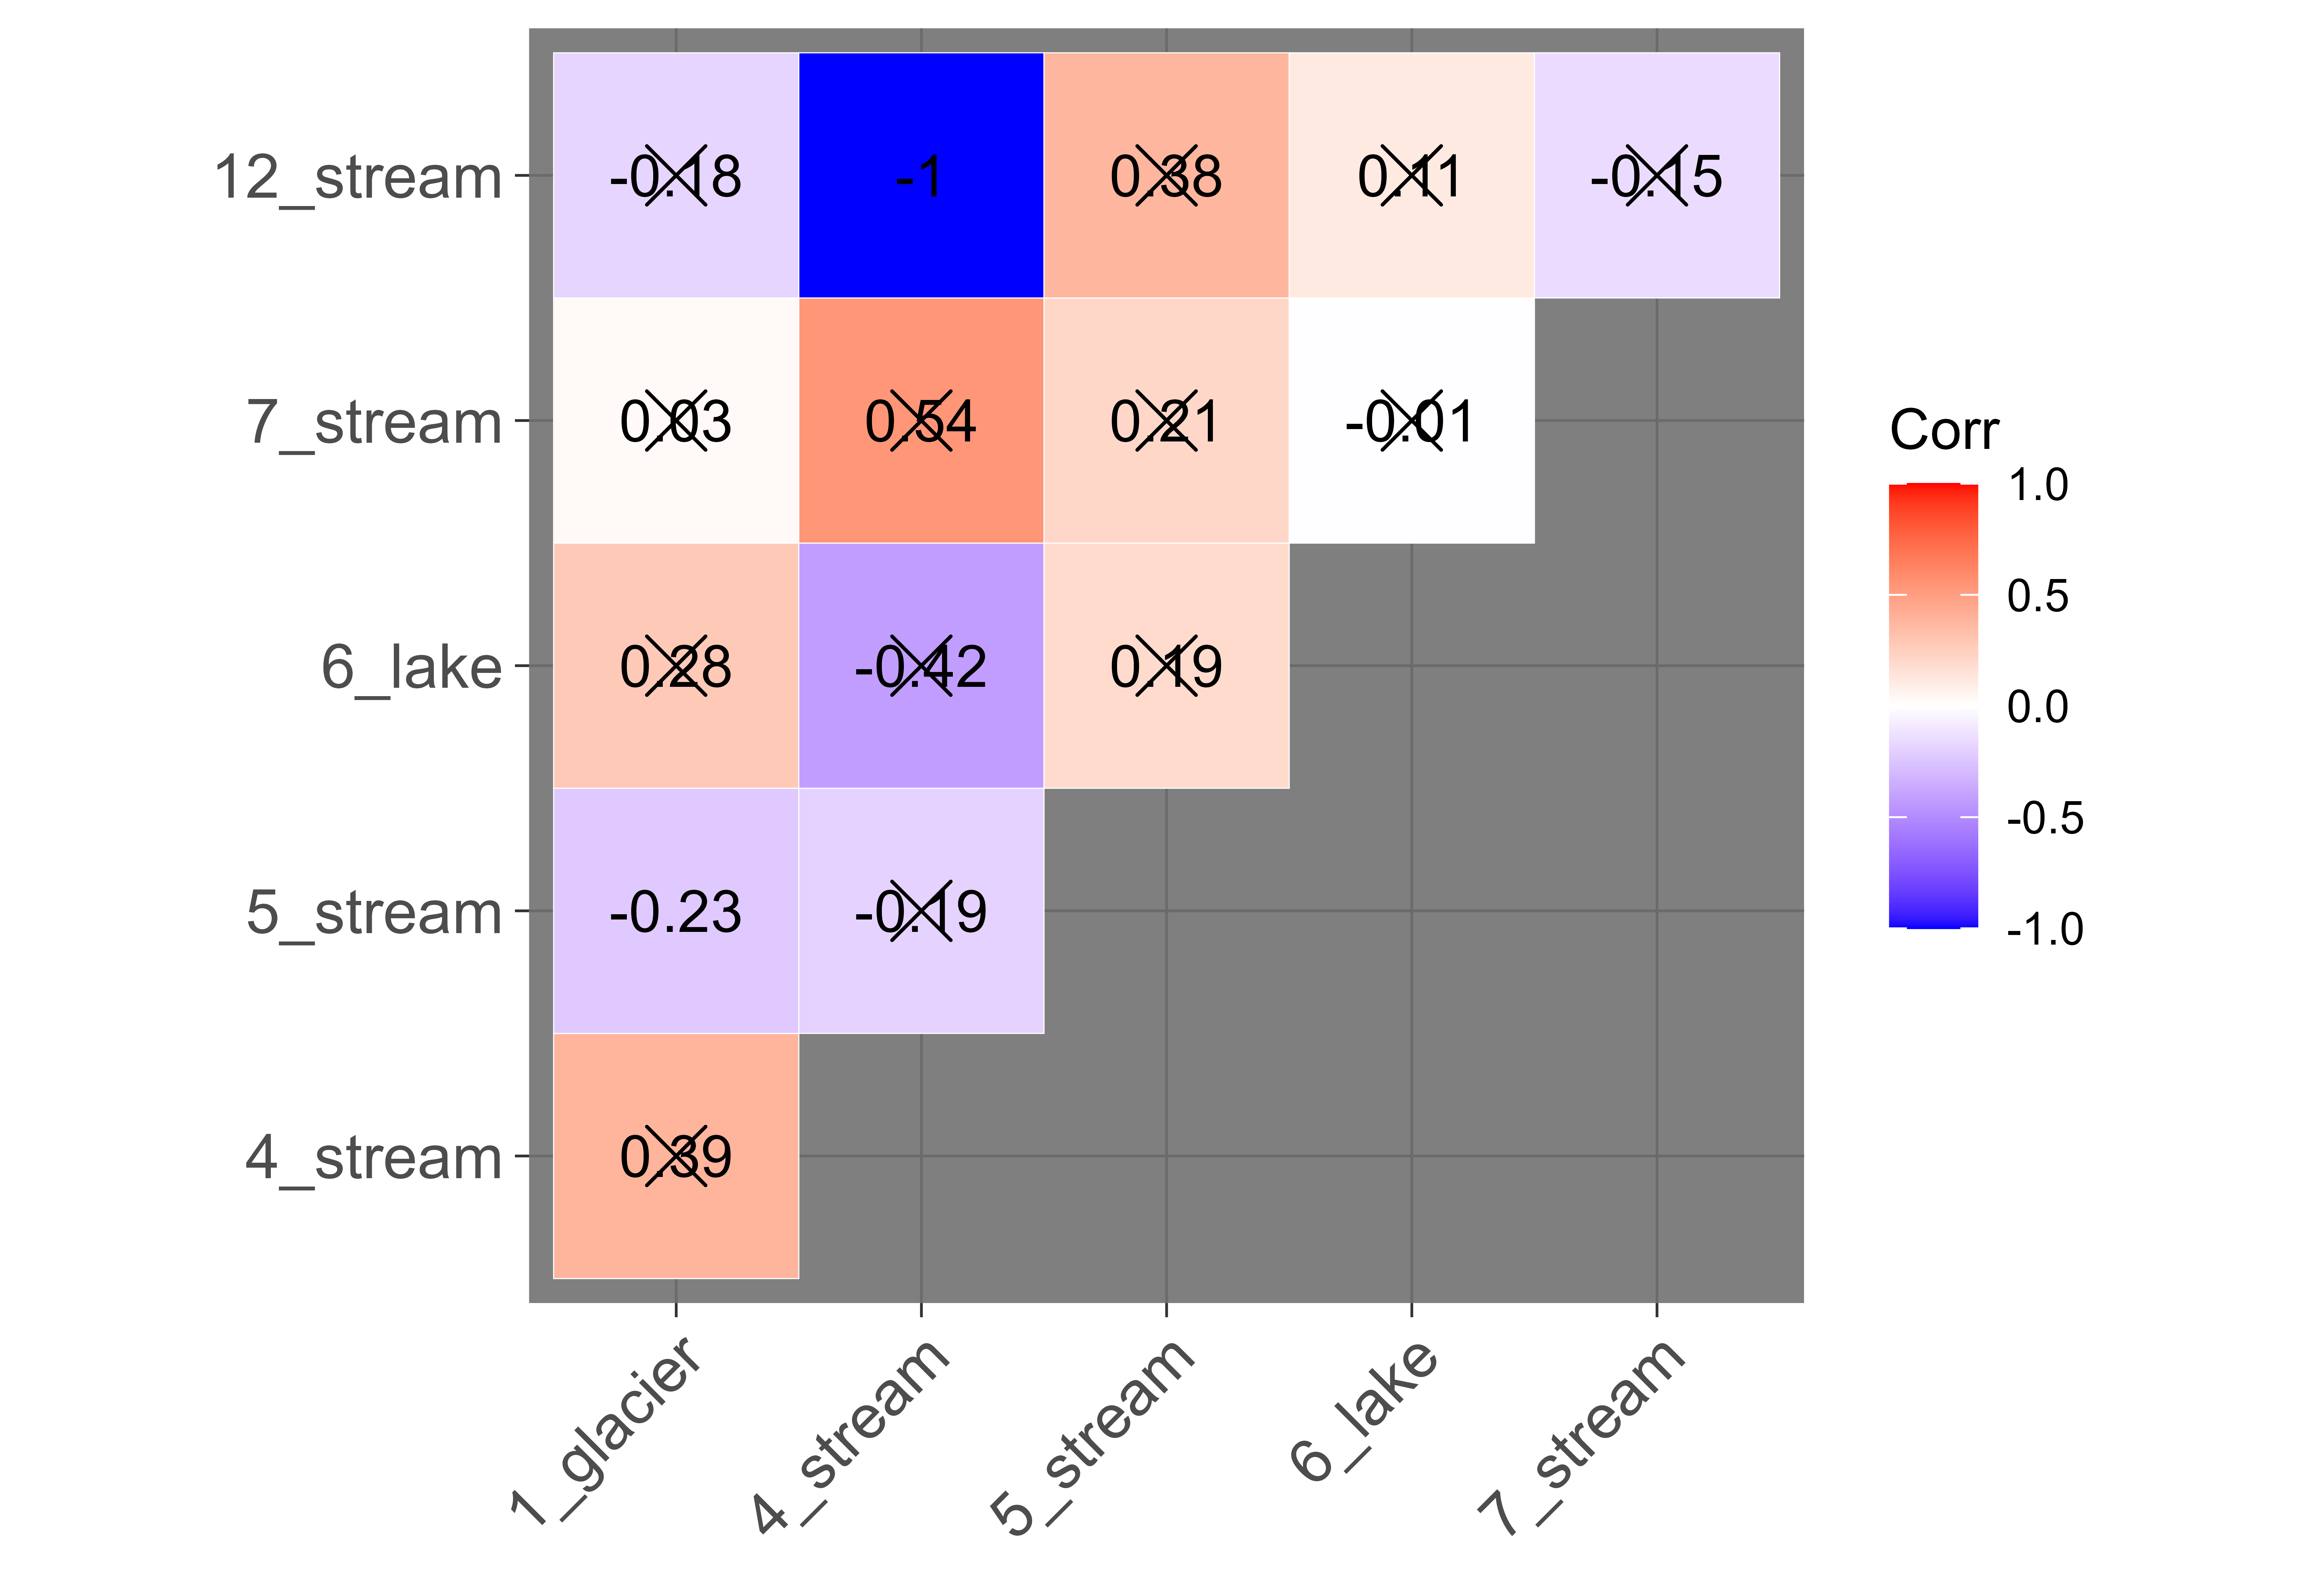 12_stream -0.18 -1 0.38 0.11 -0.15
7_stream 0.03 0.54 0.21 -0.01
6_lake 0.28 -0.42 0.19
5_stream -0.23 -0.19
4_stream 0.39
1_glacier 4_stream 5_stream 6_lake 7_stream
Corr
1.0
0.5
0.0
-0.5
-1.0